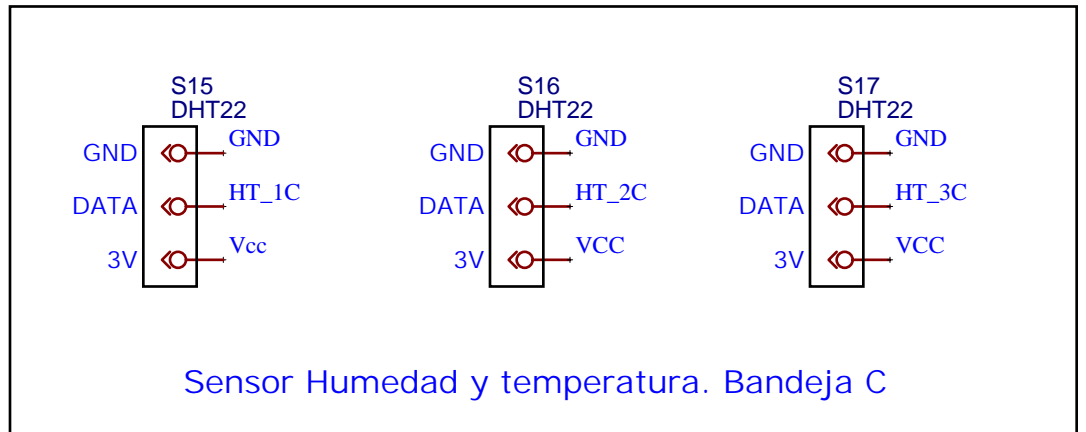 S15
DHT22
GND
GND
DATA
HT_1C
3V
Vcc
S16
DHT22
GND
GND
DATA
HT_2C
3V
VCC
S17
DHT22
GND
GND
DATA
HT_3C
3V
VCC
Sensor Humedad y temperatura. Bandeja C